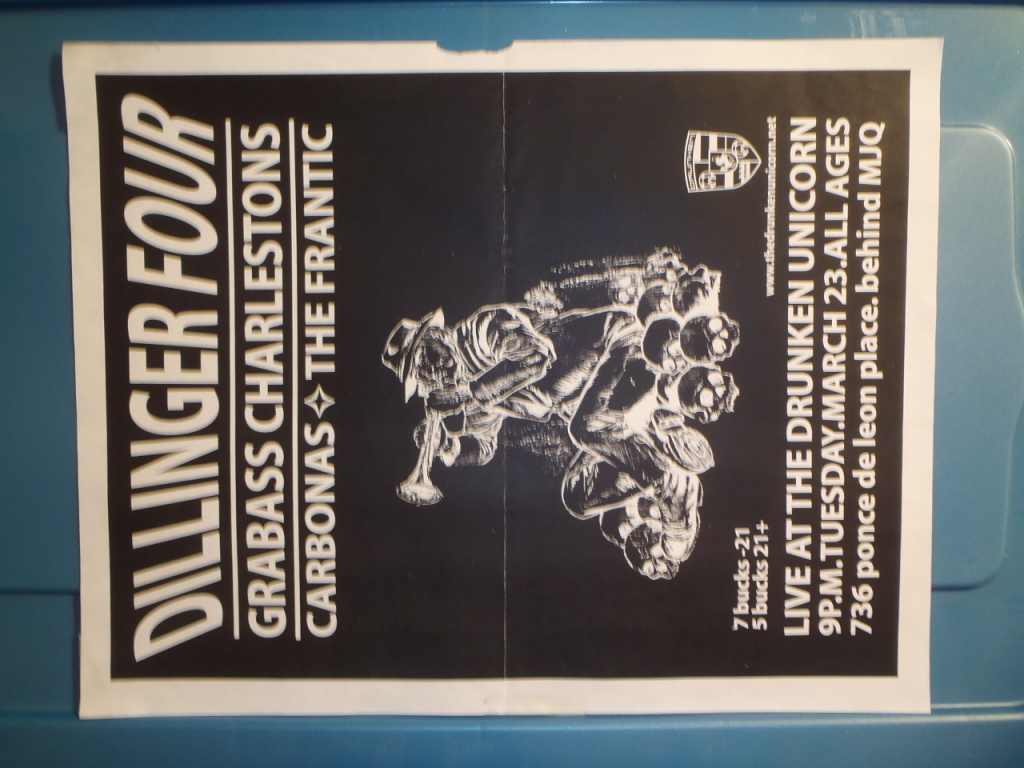 DILLINGER FOUR
GRABASS CHARLESTONS
CARBONAS ✧ THE FRANTIC
www.thedrunkenunicorn.net
7 bucks -21
5 bucks 21+
LIVE AT THE DRUNKEN UNICORN
9P.M.TUESDAY.MARCH 23.ALL AGES
736 ponce de leon place. behind MJQ